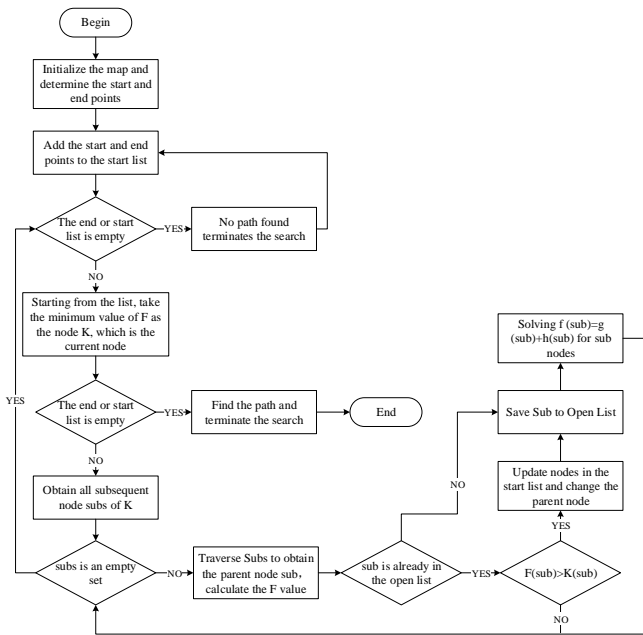 Begin
Initialize the map and
determine the start and
end points
Add the start and end
points to the start list
The end or start
list is empty
YES
No path found
terminates the search
NO
Starting from the list, take
the minimum value of F as
the node K, which is the
current node
The end or start
list is empty
YES
Find the path and
terminate the search
End
NO
Obtain all subsequent
node subs of K
subs is an empty
set
YES
NO
Traverse Subs to obtain
the parent node sub,
calculate the F value
sub is already in
the open list
NO
YES
F(sub)>K(sub)
YES
NO
Update nodes in the
start list and change the
parent node
Save Sub to Open List
Solving f (sub)=g
(sub)+h(sub) for sub
nodes